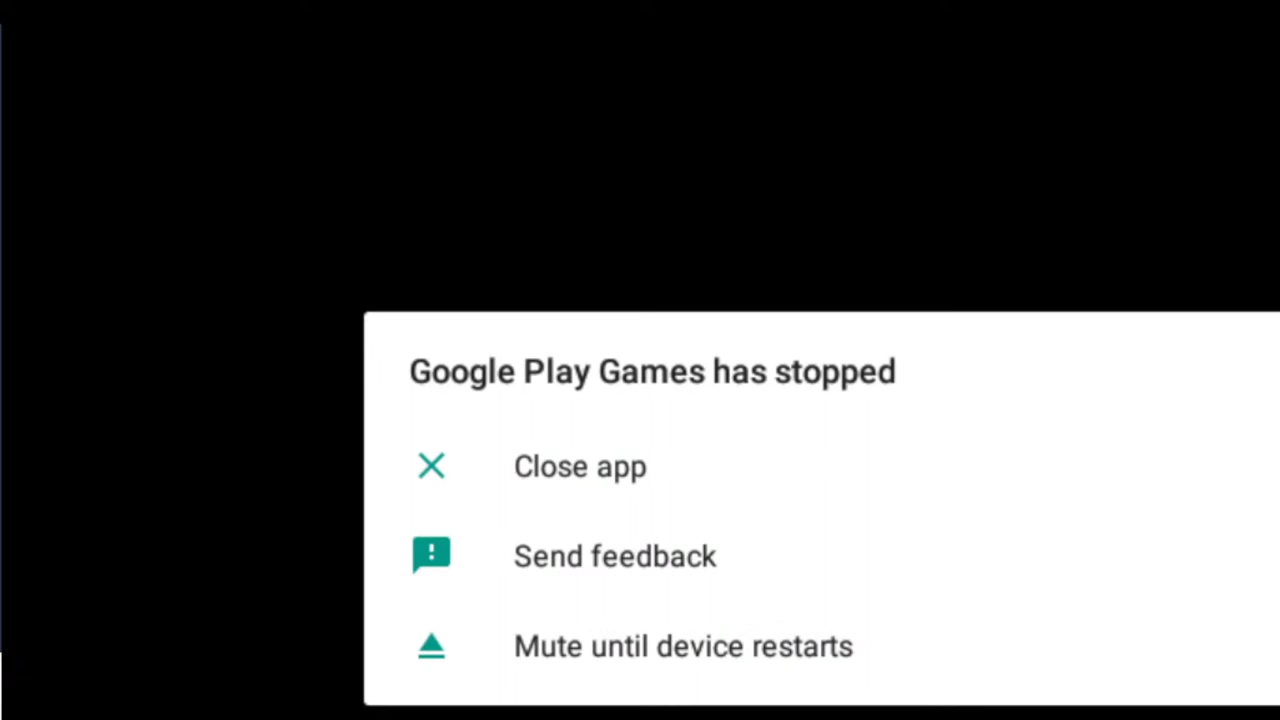 Google Play Games has stopped
Close app
Send feedback
Mute until device restarts